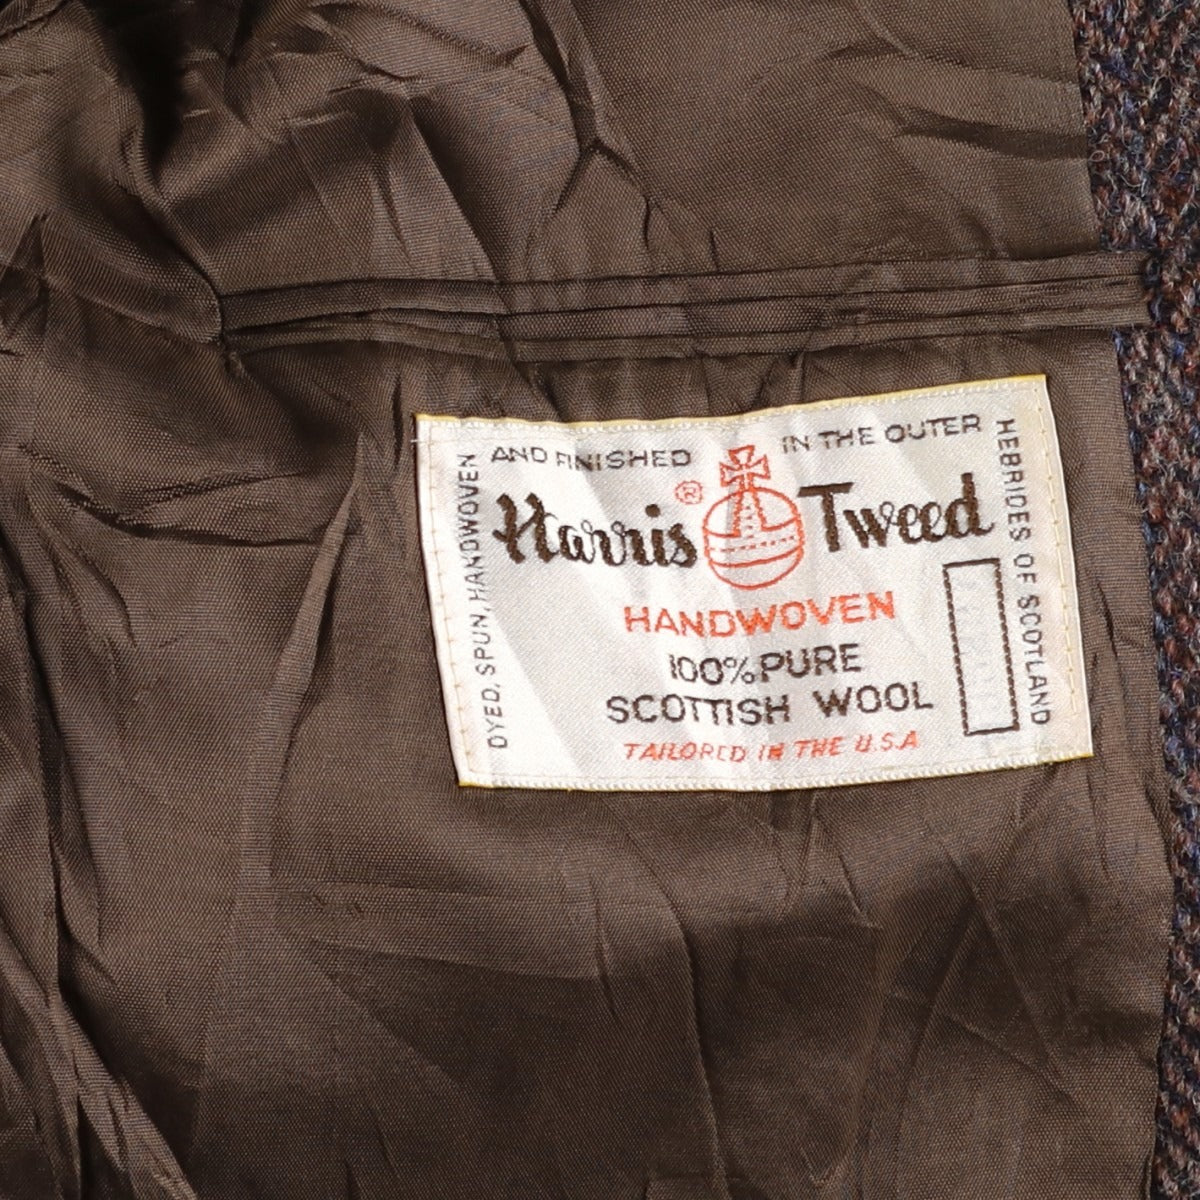 DYED, SPUN, HANDWOVEN
AND FINISHED IN THE OUTER
HEBRIDES OF SCOTLAND
Harris® Tweed
HANDWOVEN
100% PURE
SCOTTISH WOOL
TAILORED IN THE U.S.A